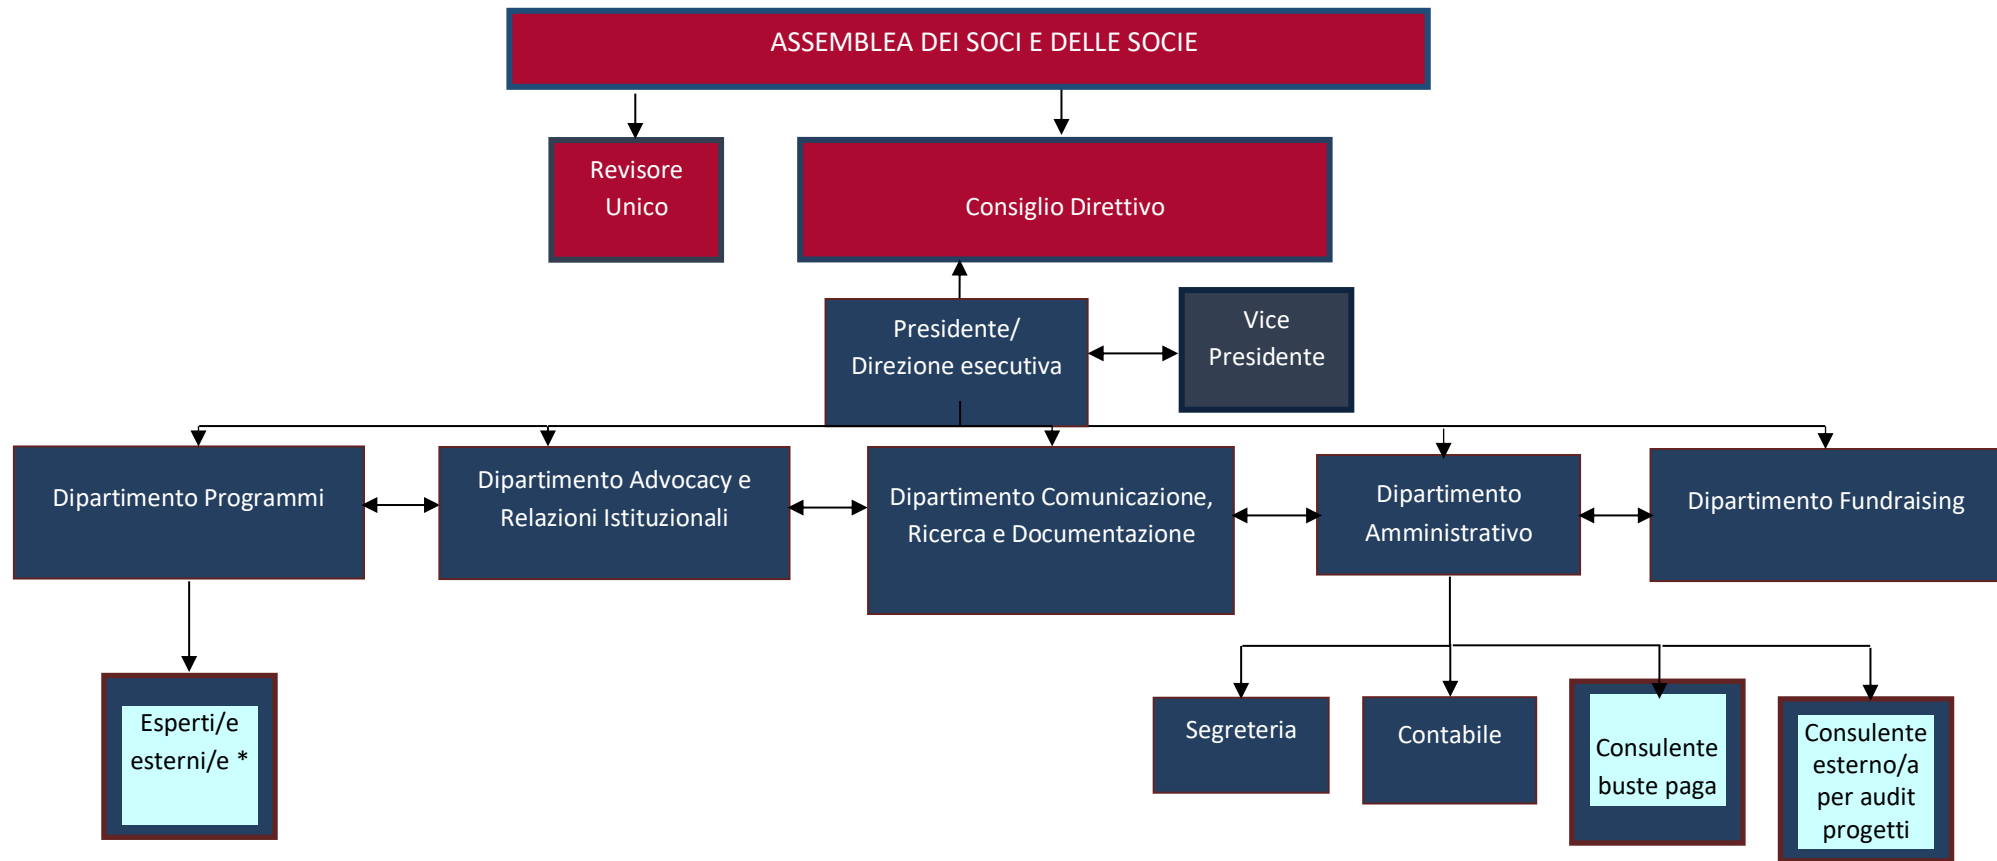 ASSEMBLEA DEI SOCI E DELLE SOCIE
Revisore
Unico
Consiglio Direttivo
Presidente/
Direzione esecutiva
Vice
Presidente
Dipartimento Programmi
Dipartimento Advocacy e
Relazioni Istituzionali
Dipartimento Comunicazione,
Ricerca e Documentazione
Dipartimento
Amministrativo
Dipartimento Fundraising
Esperti/e
esterni/e *
Segreteria
Contabile
Consulente
buste paga
Consulente
esterno/a
per audit
progetti